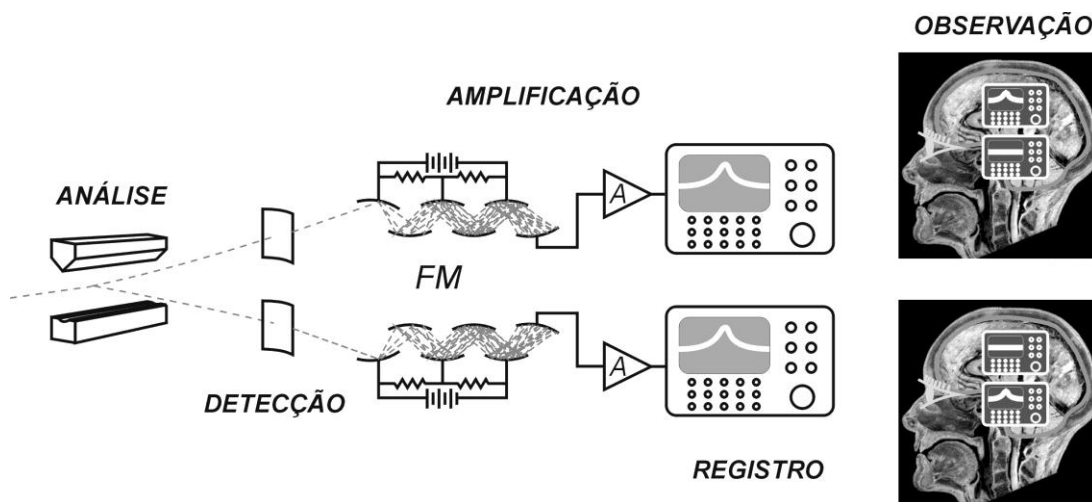 OBSERVAÇÃO
AMPLIFICAÇÃO
ANÁLISE
A
FM
A
DETECÇÃO
REGISTRO